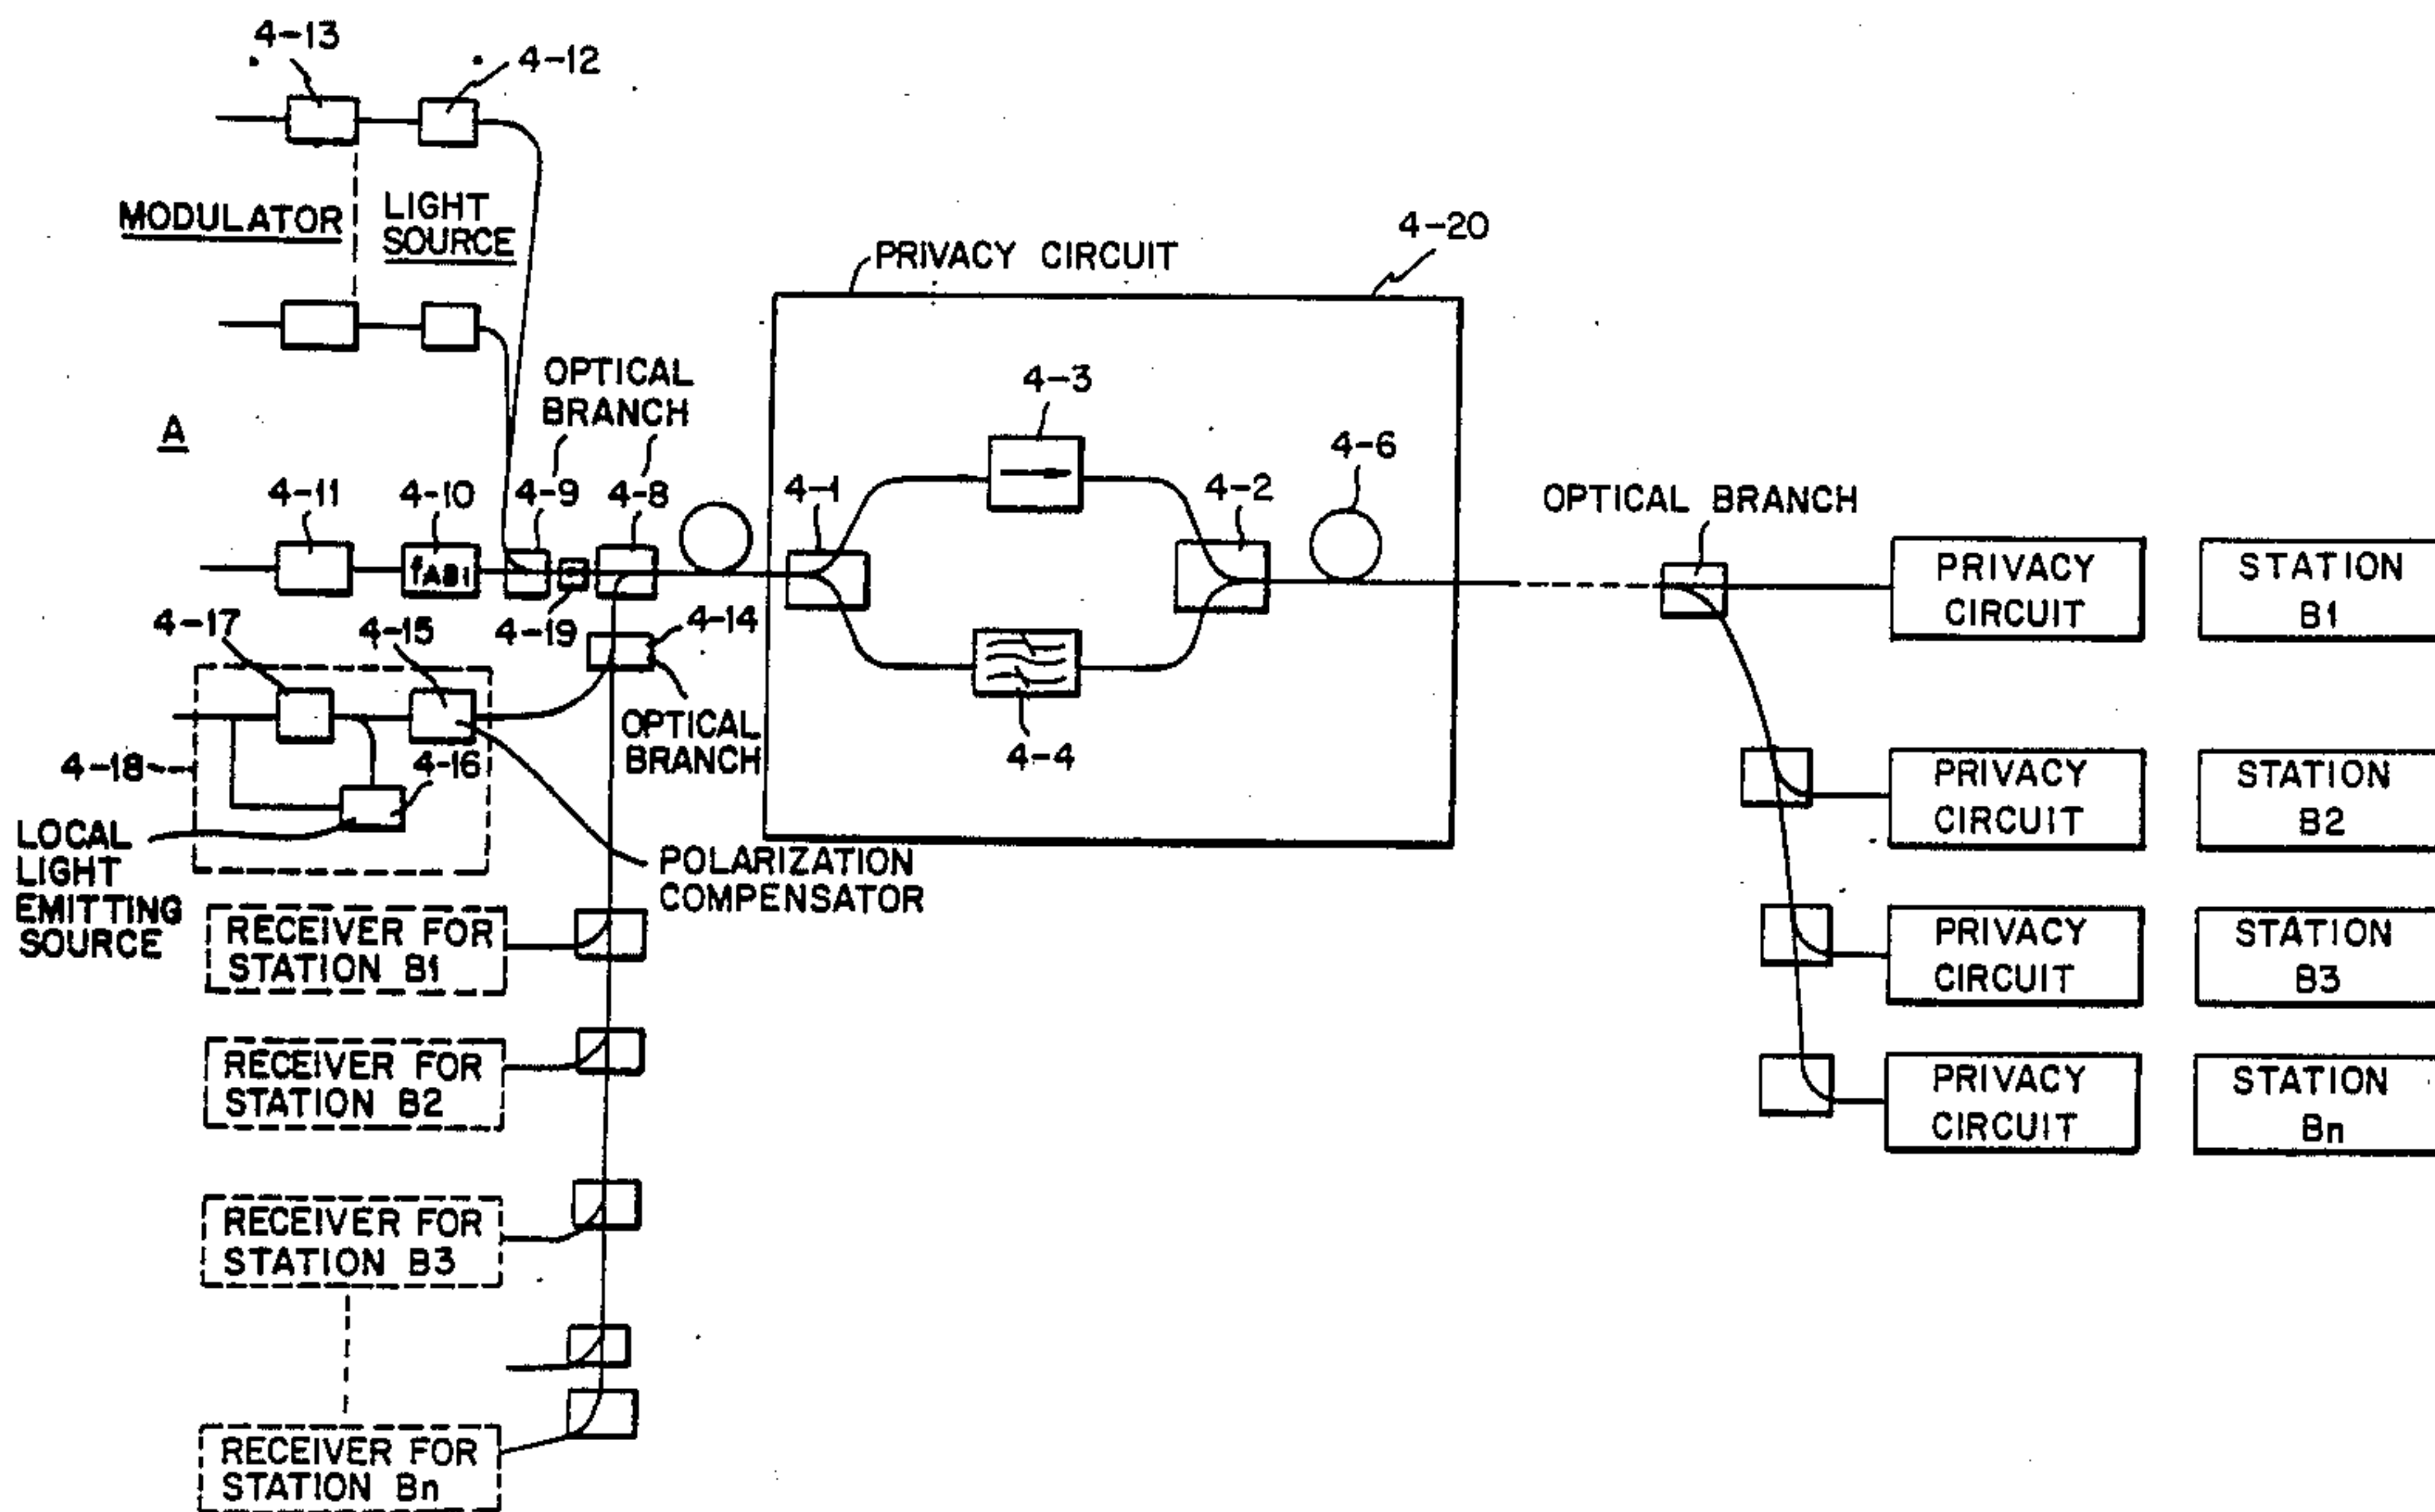 4-13
4-12
MODULATOR
LIGHT
SOURCE
4-20
PRIVACY CIRCUIT
OPTICAL
BRANCH
4-3
A
4-6
4-11
4-10
4-9
4-8
4-1
4-2
OPTICAL BRANCH
fAB1
PRIVACY
CIRCUIT
STATION
B1
4-17
4-15
4-19
4-14
OPTICAL
BRANCH
4-4
4-18
4-16
PRIVACY
CIRCUIT
STATION
B2
LOCAL
LIGHT
EMITTING
SOURCE
POLARIZATION
COMPENSATOR
RECEIVER FOR
STATION B1
PRIVACY
CIRCUIT
STATION
B3
RECEIVER FOR
STATION B2
PRIVACY
CIRCUIT
STATION
Bn
RECEIVER FOR
STATION B3
RECEIVER FOR
STATION Bn